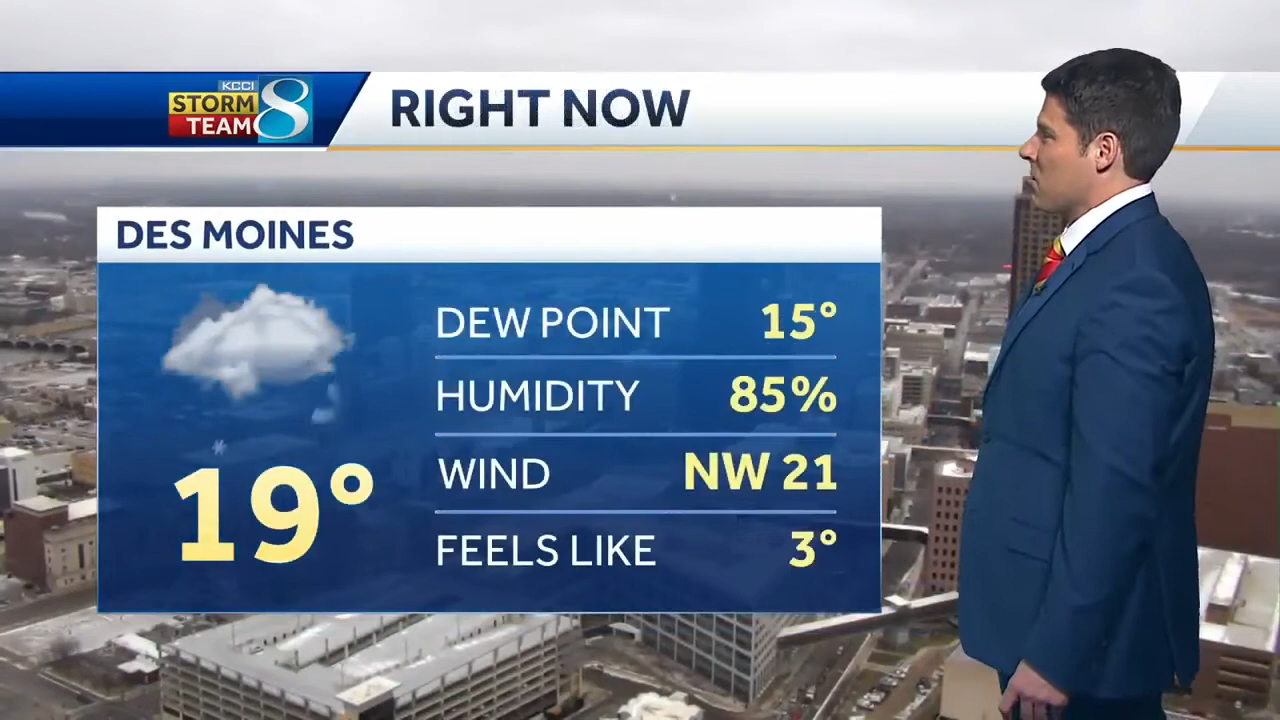 KCCI
STORM
TEAM 8
RIGHT NOW
DES MOINES
DEW POINT 15°
HUMIDITY 85%
19°
WIND NW 21
FEELS LIKE 3°